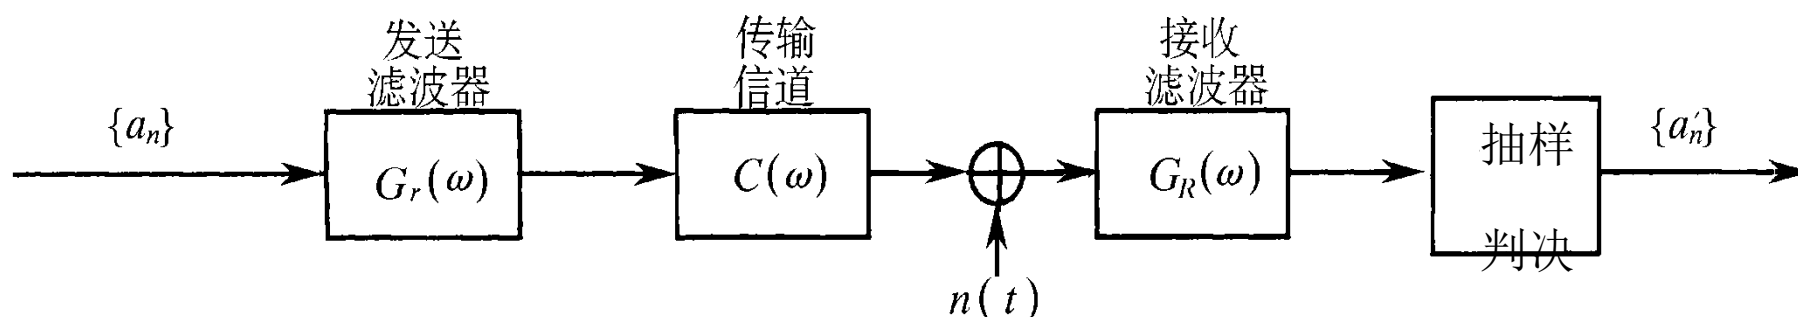 发送
滤波器
传输
信道
接收
滤波器
{aₙ}
Gᵣ(ω)
C(ω)
G_R(ω)
抽样
判决
{a′ₙ}
n(t)